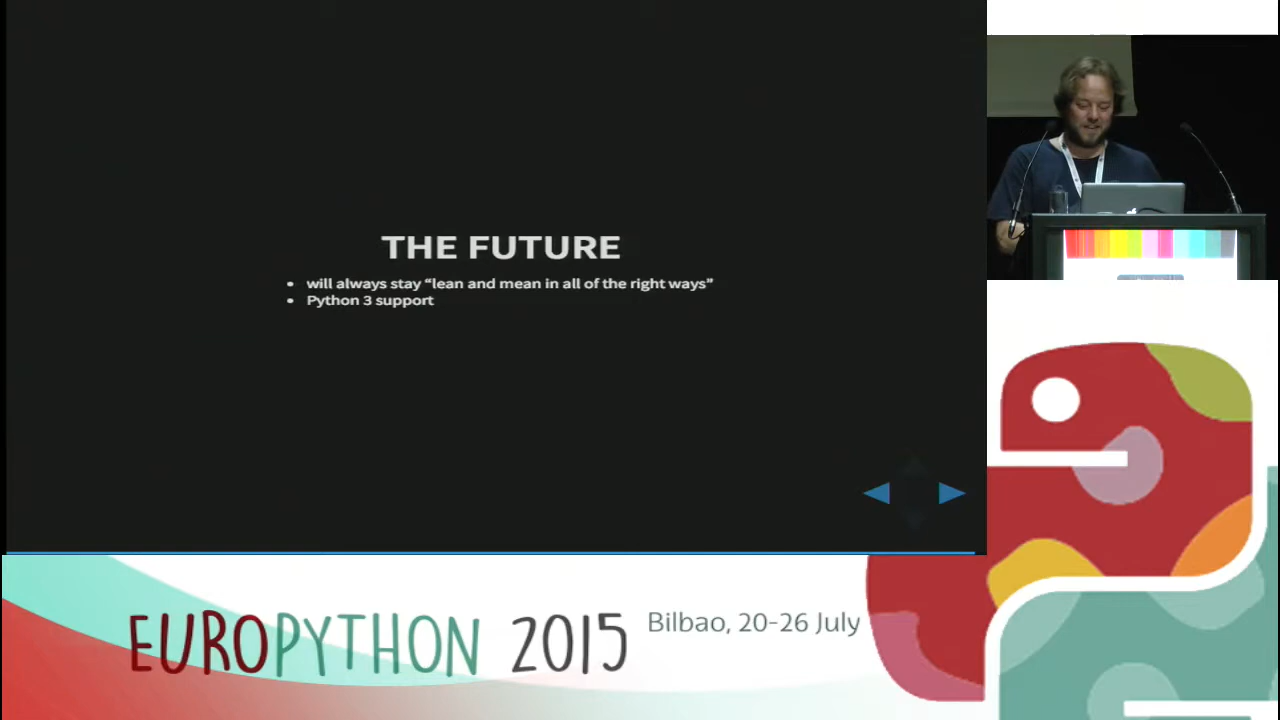 THE FUTURE
• will always stay “lean and mean in all of the right ways”
• Python 3 support
EUROPYTHON 2015
Bilbao, 20-26 July